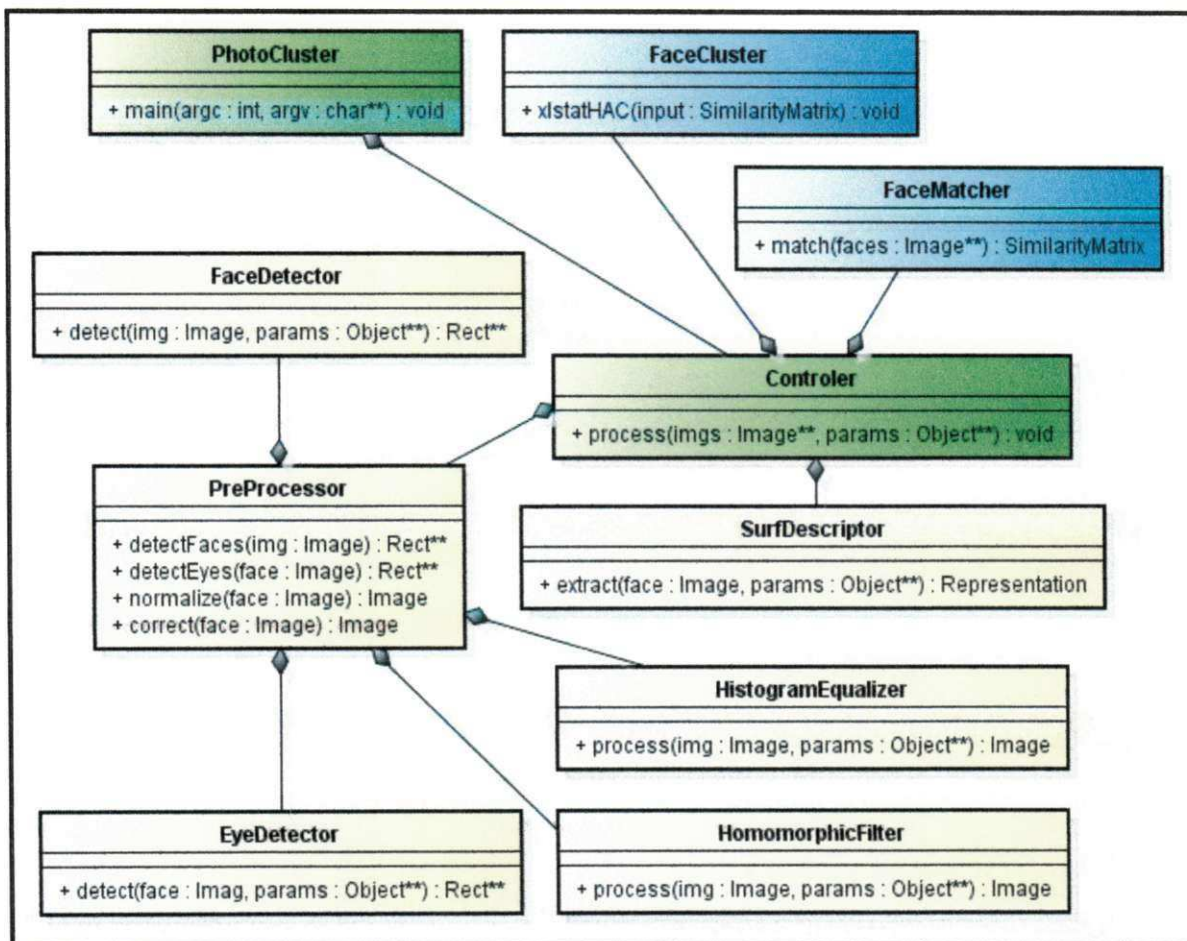 PhotoCluster
+ main(argc : int, argv : char**) : void
FaceCluster
+ xlstatHAC(input : SimilarityMatrix) : void
FaceMatcher
+ match(faces : Image**) : SimilarityMatrix
FaceDetector
+ detect(img : Image, params : Object**) : Rect**
Controler
+ process(imgs : Image**, params : Object**) : void
PreProcessor
+ detectFaces(img : Image) : Rect**
+ detectEyes(face : Image) : Rect**
+ normalize(face : Image) : Image
+ correct(face : Image) : Image
SurfDescriptor
+ extract(face : Image, params : Object**) : Representation
HistogramEqualizer
+ process(img : Image, params : Object**) : Image
EyeDetector
+ detect(face : Imag, params : Object**) : Rect**
HomomorphicFilter
+ process(img : Image, params : Object**) : Image